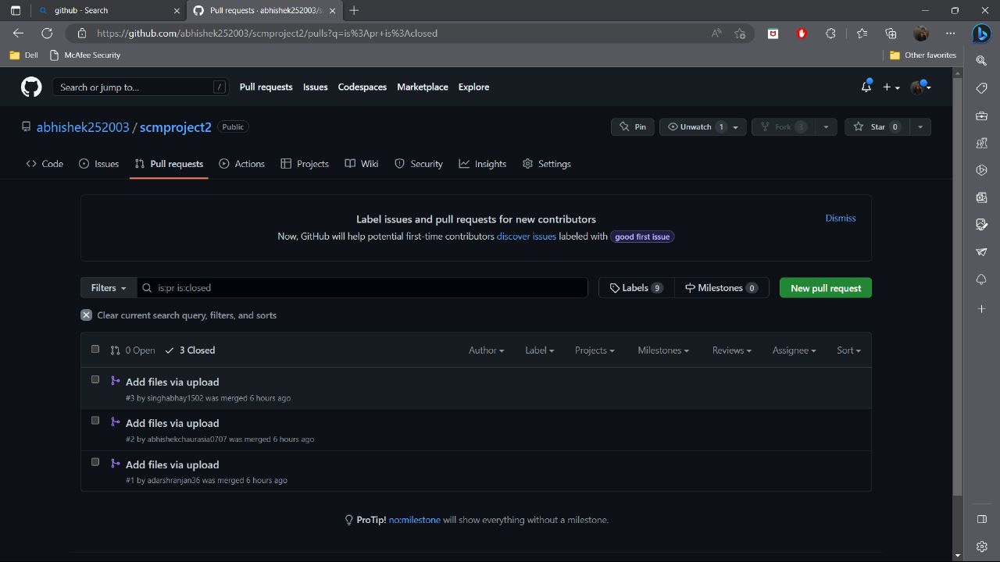 github - Search
Pull requests · abhishek252003/s
https://github.com/abhishek252003/scmproject2/pulls?q=is%3Apr+is%3Aclosed
Dell
McAfee Security
Other favorites
Search or jump to...
/
Pull requests
Issues
Codespaces
Marketplace
Explore
abhishek252003 / scmproject2
Public
Pin
Unwatch 1
Fork 3
Star 0
Code
Issues
Pull requests
Actions
Projects
Wiki
Security
Insights
Settings
Label issues and pull requests for new contributors
Dismiss
Now, GitHub will help potential first-time contributors discover issues labeled with good first issue
Filters
is:pr is:closed
Labels 9
Milestones 0
New pull request
Clear current search query, filters, and sorts
0 Open
3 Closed
Author
Label
Projects
Milestones
Reviews
Assignee
Sort
Add files via upload
#3 by singhabhay1502 was merged 6 hours ago
Add files via upload
#2 by abhishekchaurasia0707 was merged 6 hours ago
Add files via upload
#1 by adarshranjan36 was merged 6 hours ago
ProTip! no:milestone will show everything without a milestone.